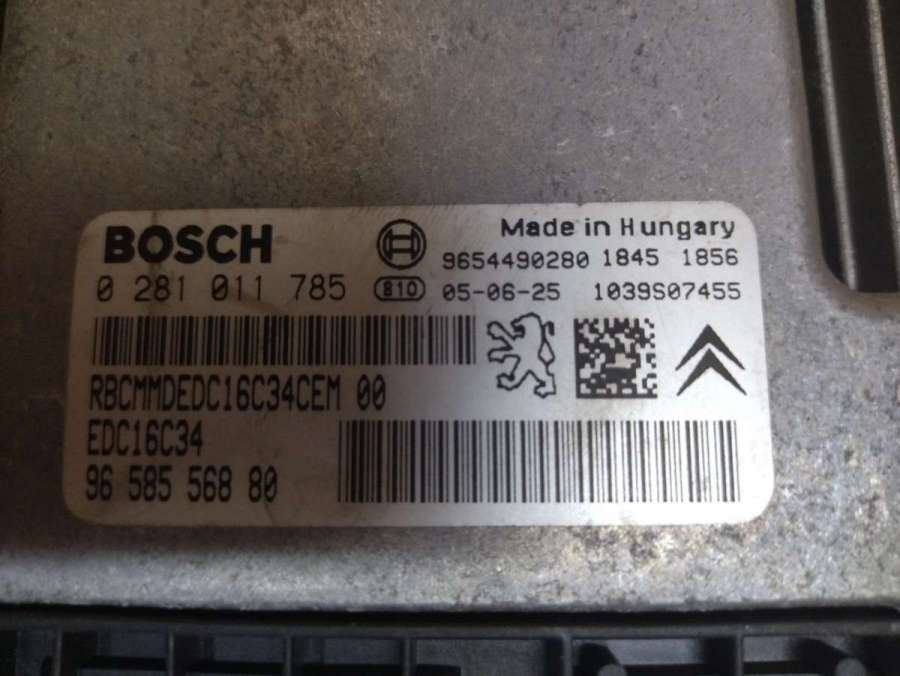 BOSCH
Made in Hungary
9654490280 1845 1856
0 281 011 785 810 05-06-25 1039S07455
RBCMMDEDC16C34CEM 00
EDC16C34
96 585 568 80